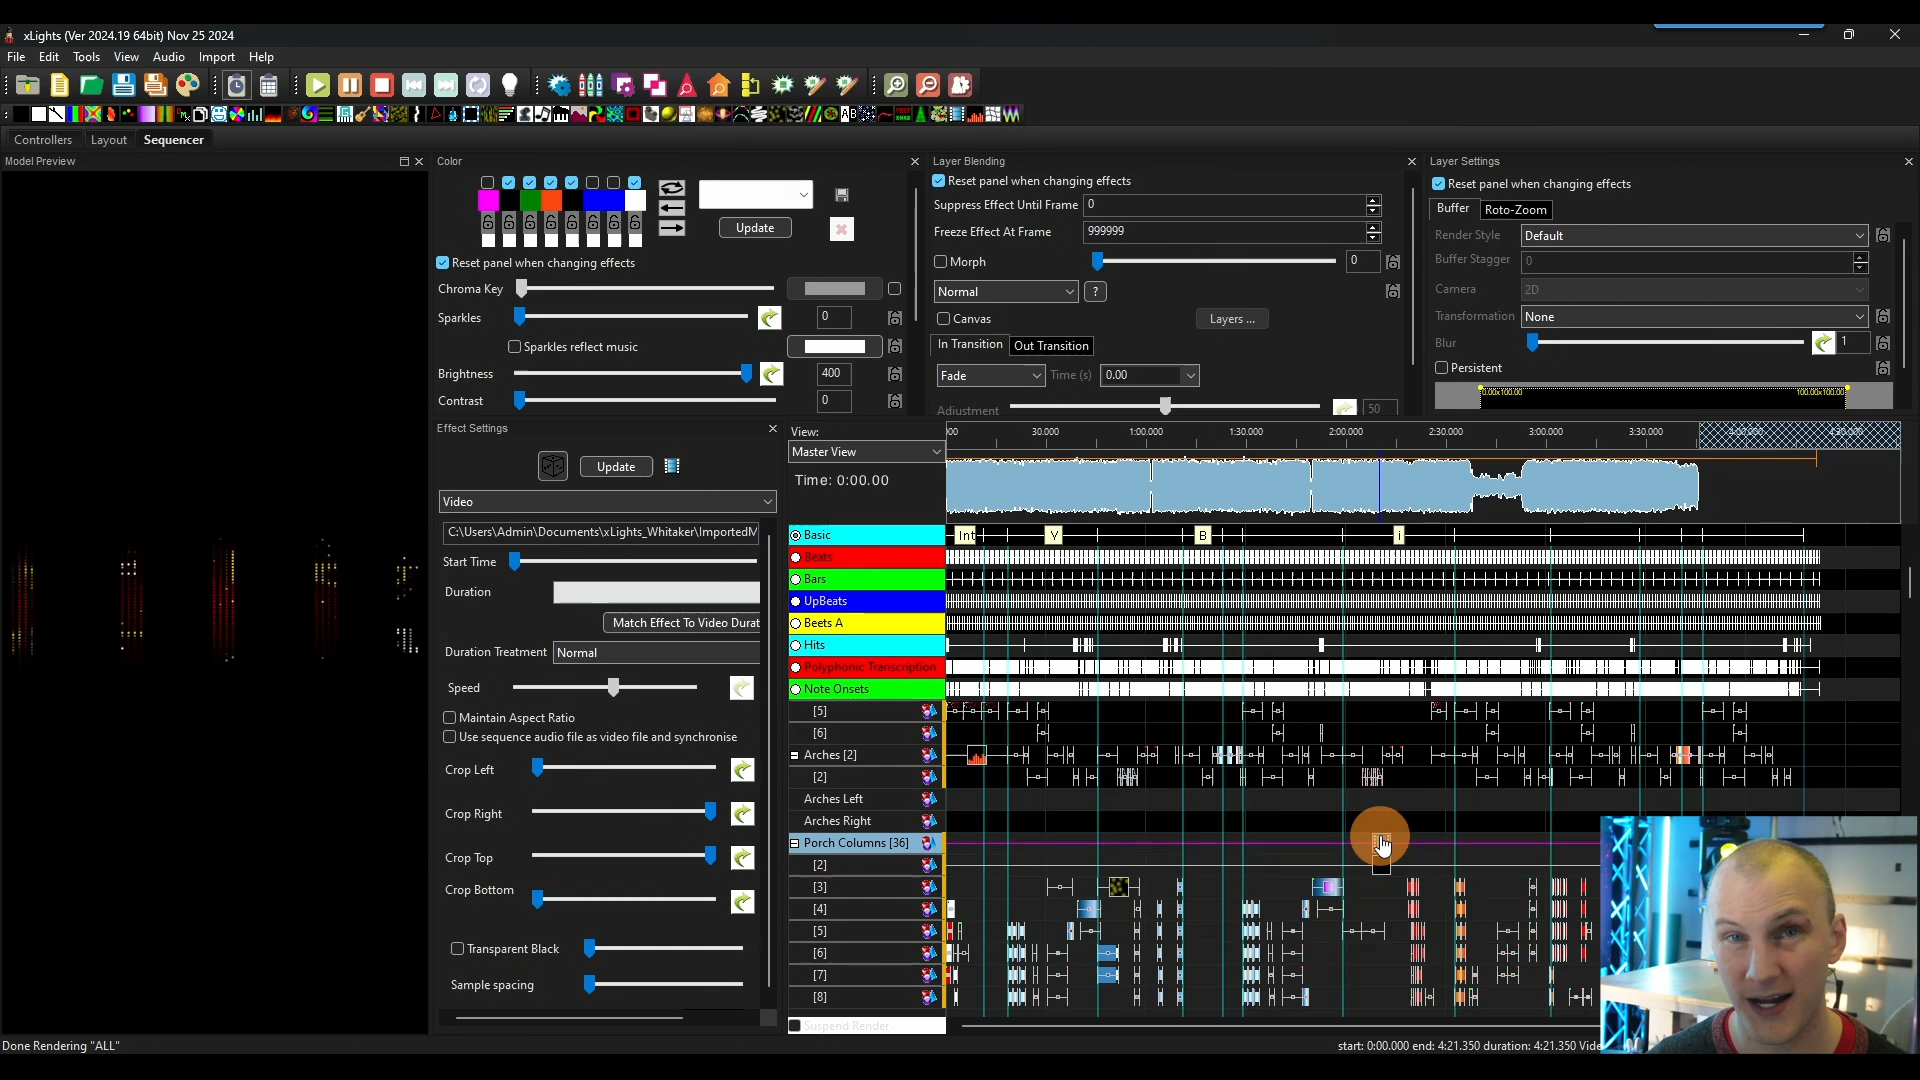 xLights (Ver 2024.19 64bit) Nov 25 2024
File Edit Tools View Audio Import Help
Controllers Layout Sequencer
Model Preview
Color
Update
Reset panel when changing effects
Chroma Key
Sparkles 0
Sparkles reflect music
Brightness 400
Contrast 0
Layer Blending
Reset panel when changing effects
Suppress Effect Until Frame 0
Freeze Effect At Frame 999999
Morph 0
Normal ?
Canvas Layers ...
In Transition Out Transition
Fade Time (s) 0.00
Adjustment 50
Layer Settings
Reset panel when changing effects
Buffer Roto-Zoom
Render Style Default
Buffer Stagger 0
Camera 2D
Transformation None
Blur 1
Persistent
0.00x100.00 100.00x100.00
Effect Settings
Update
Video
C:\Users\Admin\Documents\xLights_Whitaker\ImportedM
Start Time
Duration
Match Effect To Video Durat
Duration Treatment Normal
Speed
Maintain Aspect Ratio
Use sequence audio file as video file and synchronise
Crop Left
Crop Right
Crop Top
Crop Bottom
Transparent Black
Sample spacing
View:
Master View
Time: 0:00.00
30.000 1:00.000 1:30.000 2:00.000 2:30.000 3:00.000 3:30.000 4:00.000 4:30.000
Basic Int V B i
Beats
Bars
UpBeats
Beets A
Hits
Polyphonic Transcription
Note Onsets
[5]
[6]
Arches [2]
[2]
Arches Left
Arches Right
Porch Columns [36]
[2]
[3]
[4]
[5]
[6]
[7]
[8]
Suspend Render
Done Rendering "ALL"
start: 0:00.000 end: 4:21.350 duration: 4:21.350 Vide